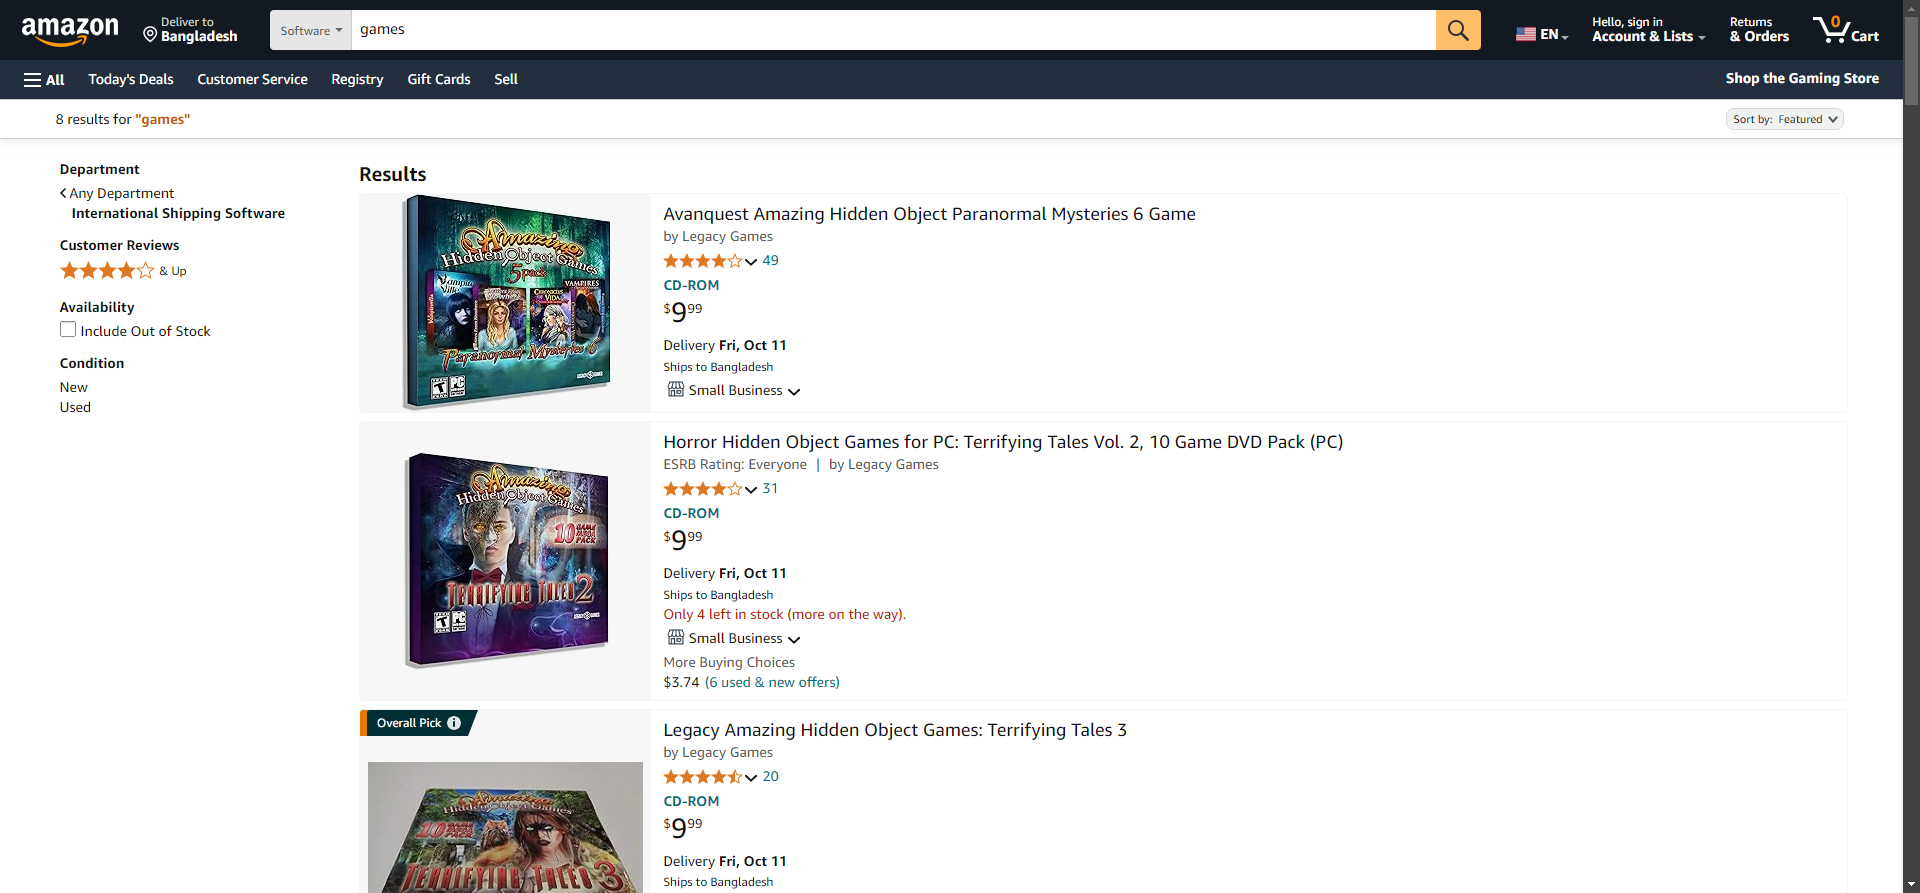 amazon
Deliver to
Bangladesh
Software
games
EN
Hello, sign in
Account & Lists
Returns
& Orders
0
Cart
All
Today's Deals
Customer Service
Registry
Gift Cards
Sell
Shop the Gaming Store
8 results for "games"
Sort by: Featured
Department
Any Department
International Shipping Software
Customer Reviews
& Up
Availability
Include Out of Stock
Condition
New
Used
Results
Amazing
Hidden Object Games
5 pack
Vampire
Ville
CHRONICLES
OF VIDA
VAMPIRES
Paranormal Mysteries 6
PC
Avanquest Amazing Hidden Object Paranormal Mysteries 6 Game
by Legacy Games
49
CD-ROM
$9.99
Delivery Fri, Oct 11
Ships to Bangladesh
Small Business
Amazing
Hidden Object Games
10 GAME
MEGA
PACK
TERRIFYING TALES 2
PC
Horror Hidden Object Games for PC: Terrifying Tales Vol. 2, 10 Game DVD Pack (PC)
ESRB Rating: Everyone | by Legacy Games
31
CD-ROM
$9.99
Delivery Fri, Oct 11
Ships to Bangladesh
Only 4 left in stock (more on the way).
Small Business
More Buying Choices
$3.74 (6 used & new offers)
Overall Pick
Amazing
Hidden Object Games
10 GAME
MEGA
PACK
TERRIFYING TALES 3
Legacy Amazing Hidden Object Games: Terrifying Tales 3
by Legacy Games
20
CD-ROM
$9.99
Delivery Fri, Oct 11
Ships to Bangladesh